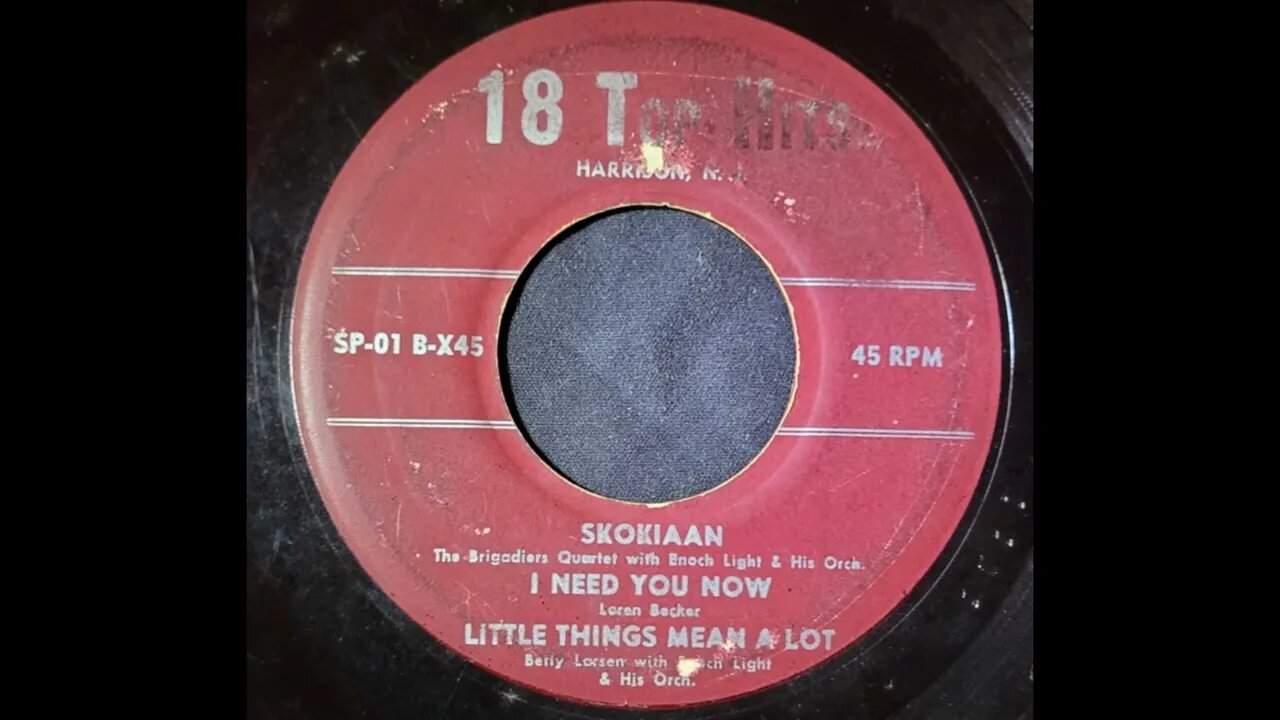 18 Top Hits
HARRISON, N. J.
SP-01 B-X45
45 RPM
SKOKIAAN
The Brigadiers Quartet with Enoch Light & His Orch.
I NEED YOU NOW
Loren Becker
LITTLE THINGS MEAN A LOT
Betty Larsen with Enoch Light
& His Orch.